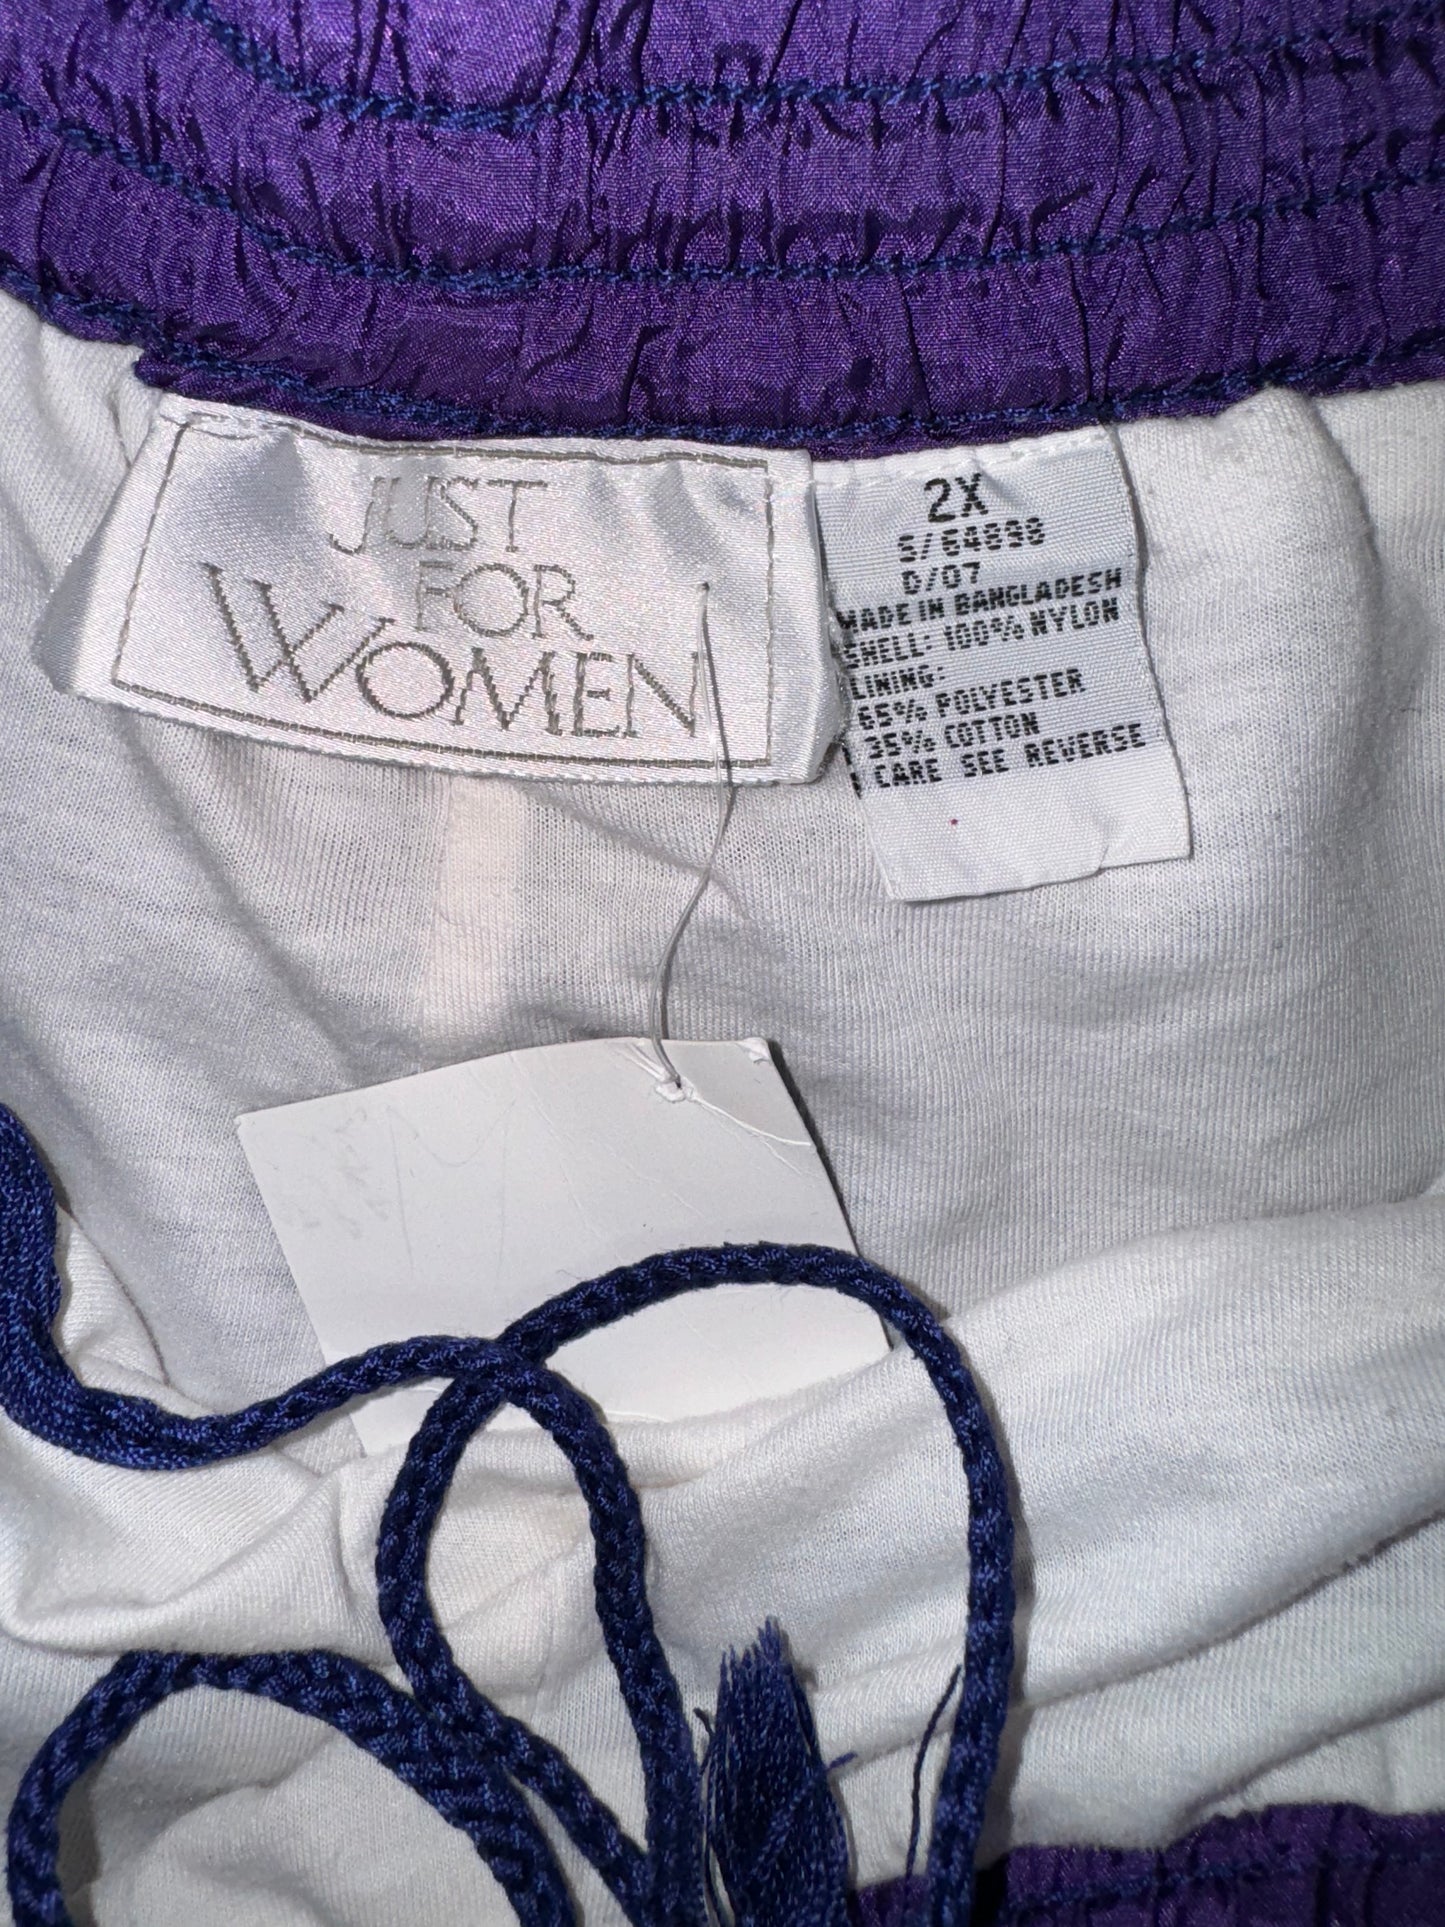 JUST
FOR
WOMEN
2X
S/64898
D/07
MADE IN BANGLADESH
SHELL: 100% NYLON
LINING:
65% POLYESTER
35% COTTON
CARE SEE REVERSE